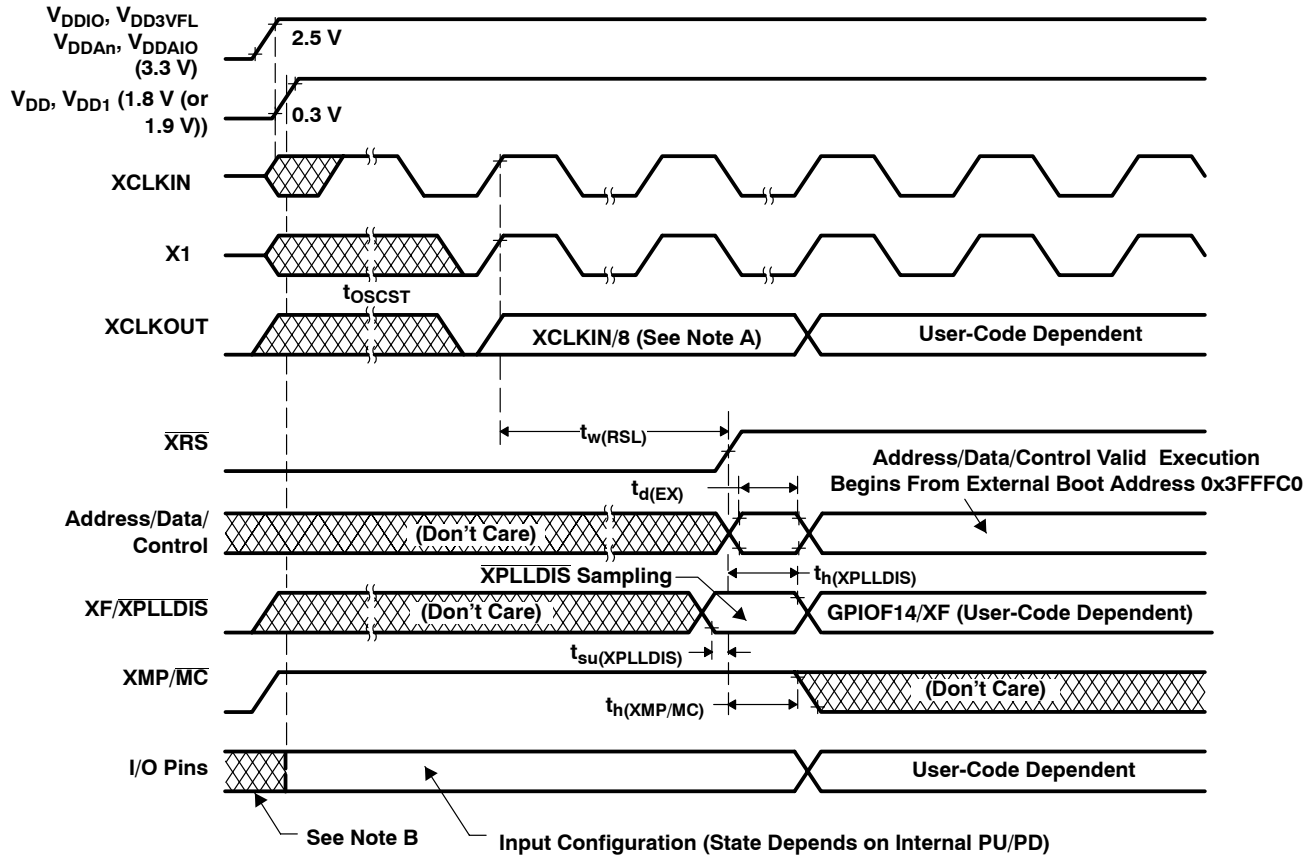 VDDIO, VDD3VFL
VDDAn, VDDAIO
(3.3 V)
2.5 V
VDD, VDD1 (1.8 V (or
1.9 V))
0.3 V
XCLKIN
X1
tOSCST
XCLKOUT
XCLKIN/8 (See Note A)
User-Code Dependent
XRS
tw(RSL)
Address/Data/Control Valid Execution
Begins From External Boot Address 0x3FFFC0
td(EX)
Address/Data/
Control
(Don't Care)
XPLLDIS Sampling
th(XPLLDIS)
XF/XPLLDIS
(Don't Care)
GPIOF14/XF (User-Code Dependent)
tsu(XPLLDIS)
XMP/MC
(Don't Care)
th(XMP/MC)
I/O Pins
User-Code Dependent
See Note B
Input Configuration (State Depends on Internal PU/PD)